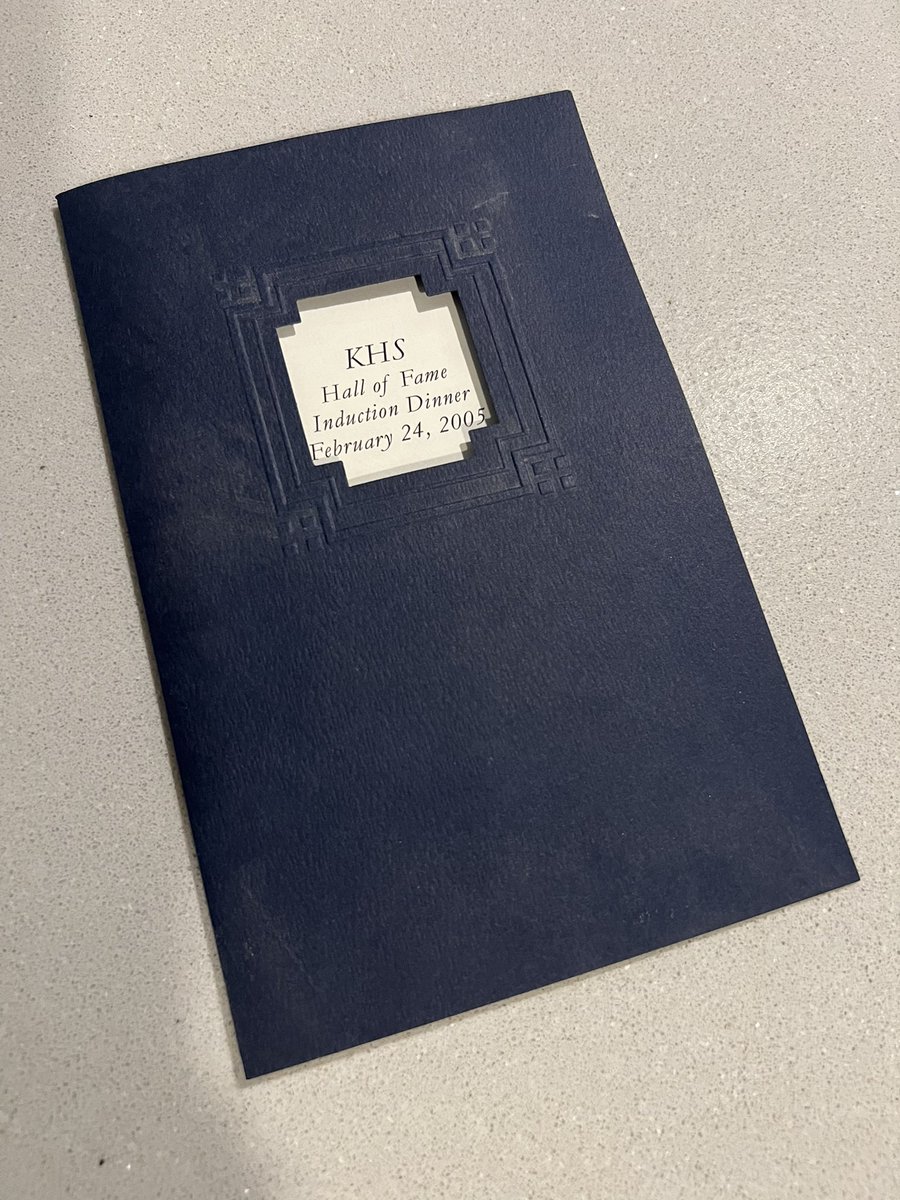 KHS
Hall of Fame
Induction Dinner
February 24, 2005